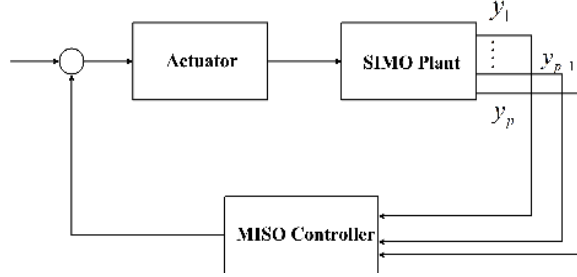 y1
Actuator
SIMO Plant
yp-1
yp
MISO Controller